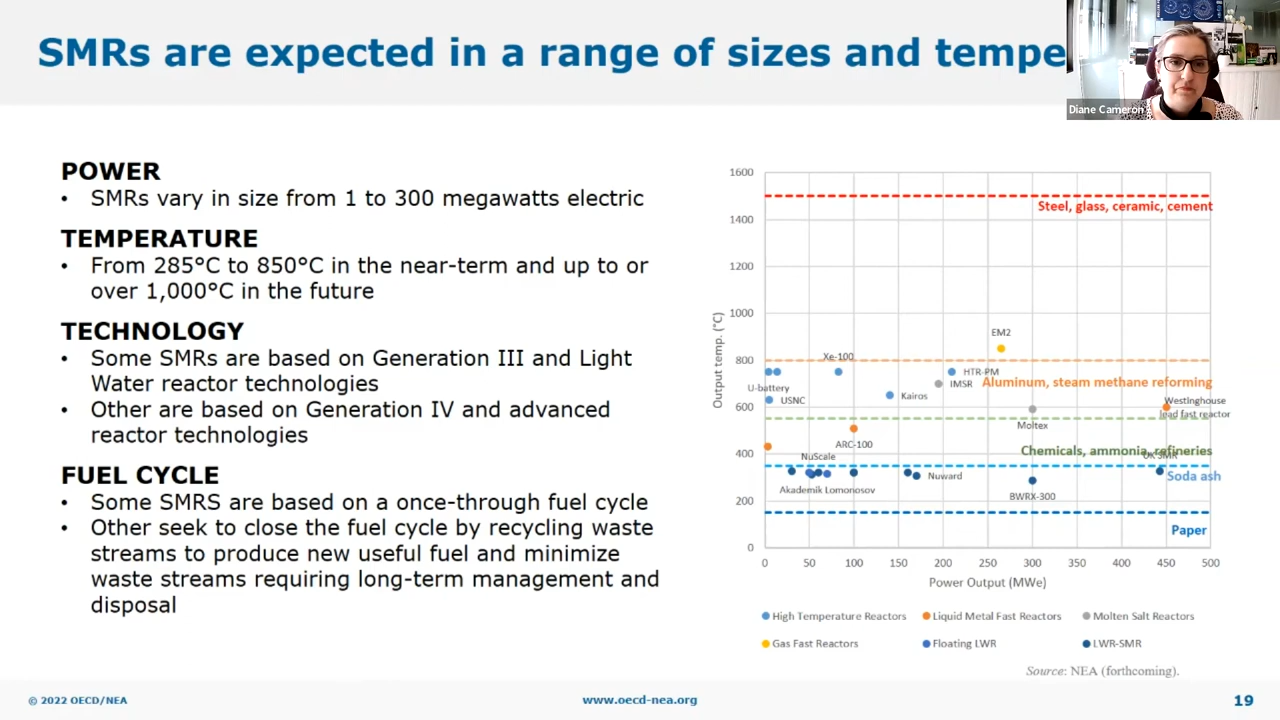 SMRs are expected in a range of sizes and tempe
Diane Cameron
POWER
• SMRs vary in size from 1 to 300 megawatts electric
TEMPERATURE
• From 285°C to 850°C in the near-term and up to or
over 1,000°C in the future
TECHNOLOGY
• Some SMRs are based on Generation III and Light
Water reactor technologies
• Other are based on Generation IV and advanced
reactor technologies
FUEL CYCLE
• Some SMRS are based on a once-through fuel cycle
• Other seek to close the fuel cycle by recycling waste
streams to produce new useful fuel and minimize
waste streams requiring long-term management and
disposal
Output temp. (°C)
1600
1400
1200
1000
800
600
400
200
0
Steel, glass, ceramic, cement
EM2
Xe-100
HTR-PM
U-battery
IMSR
Aluminum, steam methane reforming
USNC
Kairos
Westinghouse
lead fast reactor
Moltex
ARC-100
Chemicals, ammonia, refineries
UK SMR
NuScale
Nuward
Soda ash
Akademik Lomonosov
BWRX-300
Paper
0 50 100 150 200 250 300 350 400 450 500
Power Output (MWe)
High Temperature Reactors
Liquid Metal Fast Reactors
Molten Salt Reactors
Gas Fast Reactors
Floating LWR
LWR-SMR
Source: NEA (forthcoming).
© 2022 OECD/NEA
www.oecd-nea.org
19